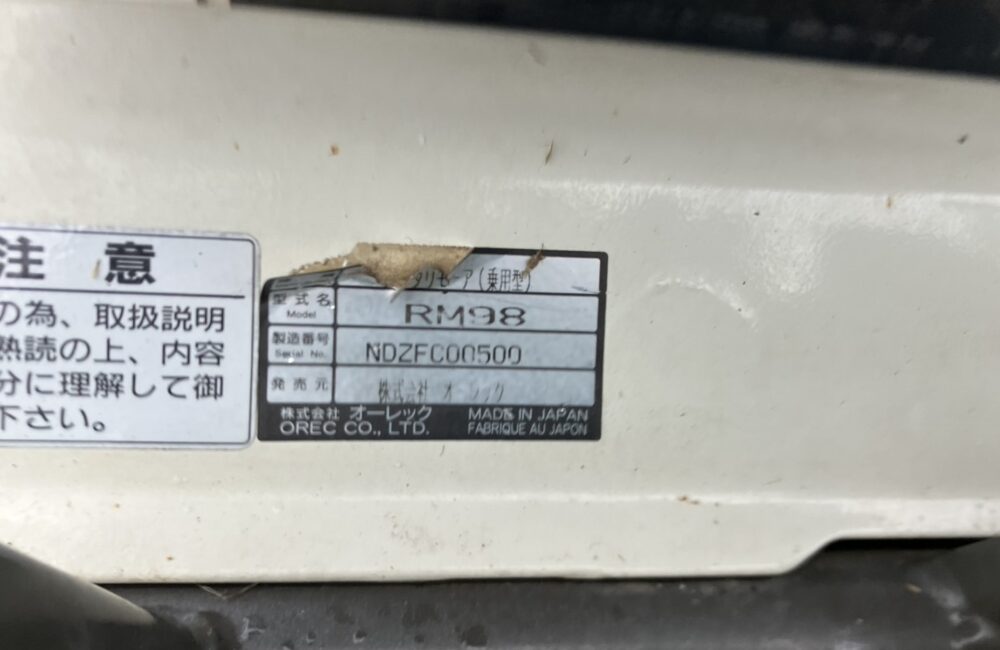 注 意
の為、取扱説明
熟読の上、内容
分に理解して御
下さい。
タリモーア(乗用型)
型式名
Model
RM98
製造番号
Serial No.
NDZFC00500
発売元
株式会社 オーレック
株式会社 オーレック
OREC CO., LTD.
MADE IN JAPAN
FABRIQUE AU JAPON